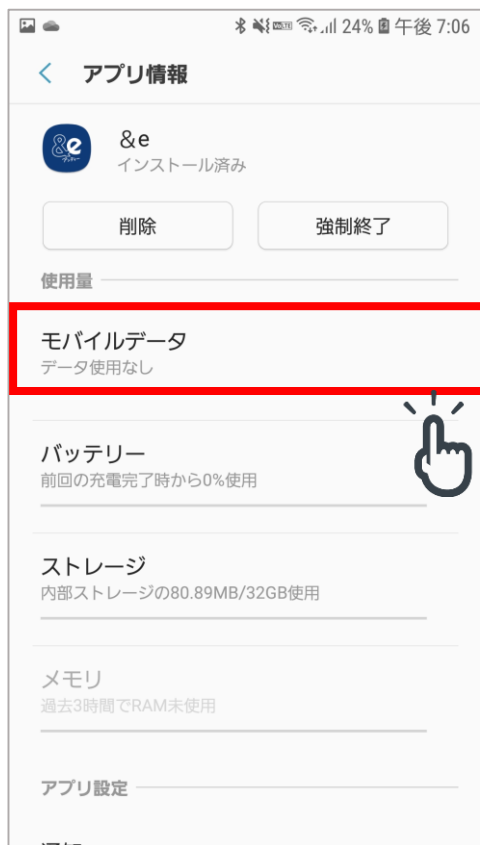 24% 午後 7:06
アプリ情報
&e
&e
インストール済み
削除
強制終了
使用量
モバイルデータ
データ使用なし
バッテリー
前回の充電完了時から0%使用
ストレージ
内部ストレージの80.89MB/32GB使用
メモリ
過去3時間でRAM未使用
アプリ設定